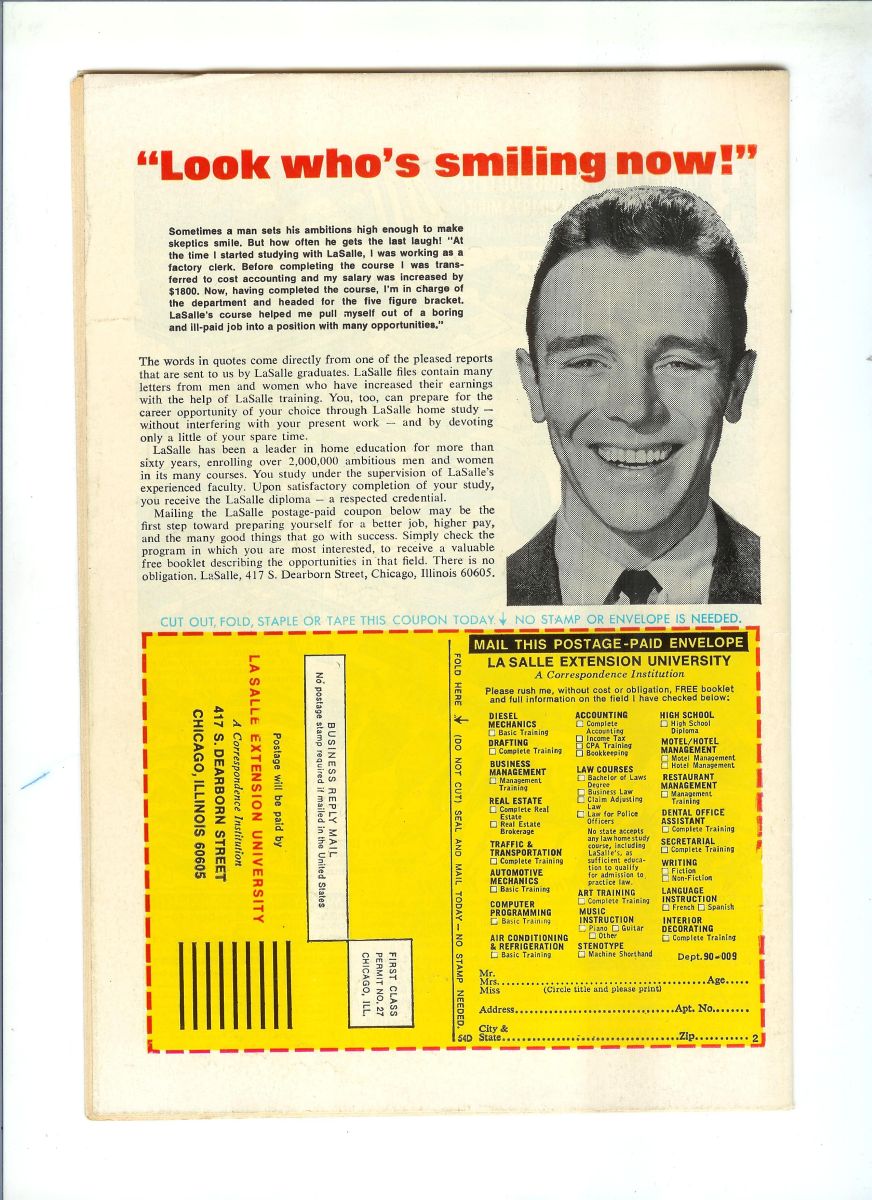 “Look who’s smiling now!”
Sometimes a man sets his ambitions high enough to make
skeptics smile. But how often he gets the last laugh! "At
the time I started studying with LaSalle, I was working as a
factory clerk. Before completing the course I was trans-
ferred to cost accounting and my salary was increased by
$1800. Now, having completed the course, I'm in charge of
the department and headed for the five figure bracket.
LaSalle's course helped me pull myself out of a boring
and ill-paid job into a position with many opportunities."
The words in quotes come directly from one of the pleased reports
that are sent to us by LaSalle graduates. LaSalle files contain many
letters from men and women who have increased their earnings
with the help of LaSalle training. You, too, can prepare for the
career opportunity of your choice through LaSalle home study —
without interfering with your present work — and by devoting
only a little of your spare time.
LaSalle has been a leader in home education for more than
sixty years, enrolling over 2,000,000 ambitious men and women
in its many courses. You study under the supervision of LaSalle's
experienced faculty. Upon satisfactory completion of your study,
you receive the LaSalle diploma — a respected credential.
Mailing the LaSalle postage-paid coupon below may be the
first step toward preparing yourself for a better job, higher pay,
and the many good things that go with success. Simply check the
program in which you are most interested, to receive a valuable
free booklet describing the opportunities in that field. There is no
obligation. LaSalle, 417 S. Dearborn Street, Chicago, Illinois 60605.
CUT OUT, FOLD, STAPLE OR TAPE THIS COUPON TODAY ↓ NO STAMP OR ENVELOPE IS NEEDED.
FIRST CLASS
PERMIT NO. 27
CHICAGO, ILL.
BUSINESS REPLY MAIL
No postage stamp required if mailed in the United States
Postage will be paid by
LA SALLE EXTENSION UNIVERSITY
A Correspondence Institution
417 S. DEARBORN STREET
CHICAGO, ILLINOIS 60605
FOLD HERE → (DO NOT CUT) SEAL AND MAIL TODAY — NO STAMP NEEDED.
54D
MAIL THIS POSTAGE-PAID ENVELOPE
LA SALLE EXTENSION UNIVERSITY
A Correspondence Institution
Please rush me, without cost or obligation, FREE booklet
and full information on the field I have checked below:
DIESEL
MECHANICS
☐ Basic Training
DRAFTING
☐ Complete Training
BUSINESS
MANAGEMENT
☐ Management
Training
REAL ESTATE
☐ Complete Real
Estate
☐ Real Estate
Brokerage
TRAFFIC &
TRANSPORTATION
☐ Complete Training
AUTOMOTIVE
MECHANICS
☐ Basic Training
COMPUTER
PROGRAMMING
☐ Basic Training
AIR CONDITIONING
& REFRIGERATION
☐ Basic Training
ACCOUNTING
☐ Complete
Accounting
☐ Income Tax
☐ CPA Training
☐ Bookkeeping
LAW COURSES
☐ Bachelor of Laws
Degree
☐ Business Law
☐ Claim Adjusting
Law
☐ Law for Police
Officers
No state accepts
any law home study
course, including
LaSalle's, as
sufficient educa-
tion to qualify
for admission to
practice law.
ART TRAINING
☐ Complete Training
MUSIC
INSTRUCTION
☐ Piano ☐ Guitar
☐ Other
STENOTYPE
☐ Machine Shorthand
HIGH SCHOOL
☐ High School
Diploma
MOTEL/HOTEL
MANAGEMENT
☐ Motel Management
☐ Hotel Management
RESTAURANT
MANAGEMENT
☐ Management
Training
DENTAL OFFICE
ASSISTANT
☐ Complete Training
SECRETARIAL
☐ Complete Training
WRITING
☐ Fiction
☐ Non-Fiction
LANGUAGE
INSTRUCTION
☐ French ☐ Spanish
INTERIOR
DECORATING
☐ Complete Training
Dept. 90-009
Mr.
Mrs. Age
Miss (Circle title and please print)
Address Apt. No.
City &
State Zip 2